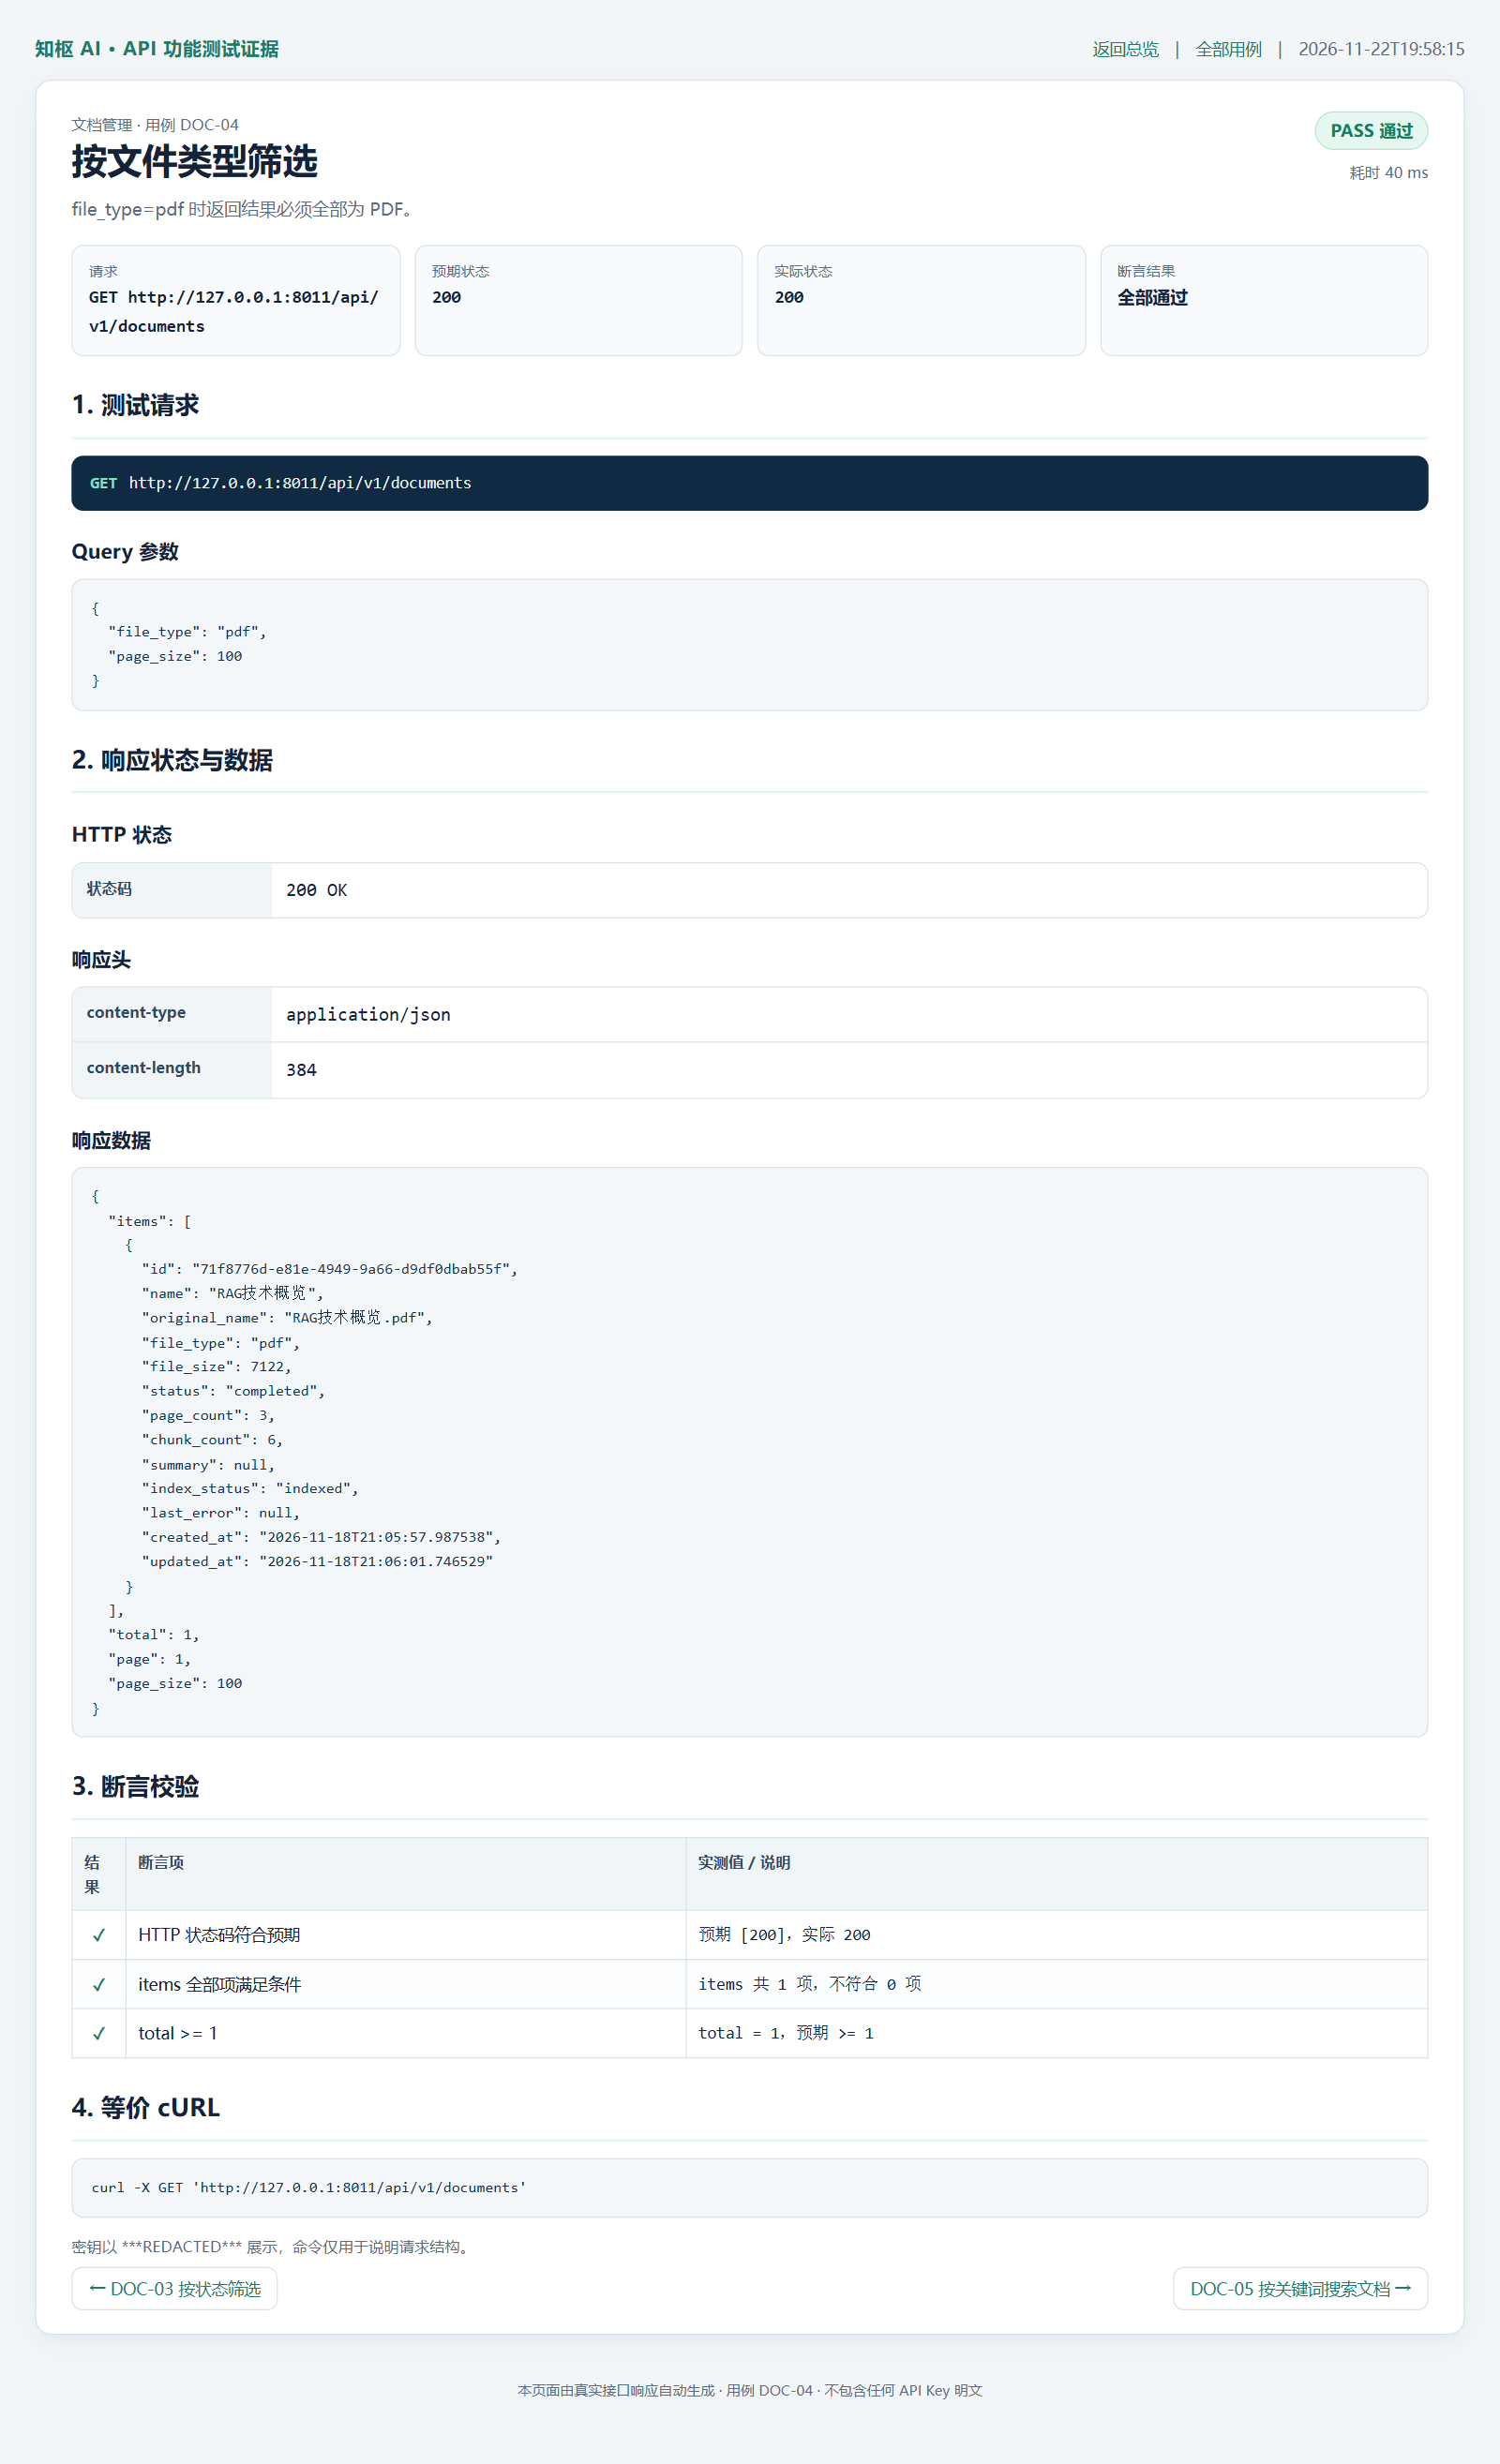 知枢 AI · API 功能测试证据
返回总览 | 全部用例 | 2026-11-22T19:58:15
文档管理 · 用例 DOC-04
PASS 通过
按文件类型筛选
耗时 40 ms
file_type=pdf 时返回结果必须全部为 PDF。
请求
GET http://127.0.0.1:8011/api/
v1/documents
预期状态
200
实际状态
200
断言结果
全部通过
1. 测试请求
GET http://127.0.0.1:8011/api/v1/documents
Query 参数
{
  "file_type": "pdf",
  "page_size": 100
}
2. 响应状态与数据
HTTP 状态
状态码 200 OK
响应头
content-type application/json
content-length 384
响应数据
{
  "items": [
    {
      "id": "71f8776d-e81e-4949-9a66-d9df0dbab55f",
      "name": "RAG技术概览",
      "original_name": "RAG技术概览.pdf",
      "file_type": "pdf",
      "file_size": 7122,
      "status": "completed",
      "page_count": 3,
      "chunk_count": 6,
      "summary": null,
      "index_status": "indexed",
      "last_error": null,
      "created_at": "2026-11-18T21:05:57.987538",
      "updated_at": "2026-11-18T21:06:01.746529"
    }
  ],
  "total": 1,
  "page": 1,
  "page_size": 100
}
3. 断言校验
结果 断言项 实测值 / 说明
✓ HTTP 状态码符合预期 预期 [200]，实际 200
✓ items 全部项满足条件 items 共 1 项，不符合 0 项
✓ total >= 1 total = 1，预期 >= 1
4. 等价 cURL
curl -X GET 'http://127.0.0.1:8011/api/v1/documents'
密钥以 ***REDACTED*** 展示，命令仅用于说明请求结构。
← DOC-03 按状态筛选
DOC-05 按关键词搜索文档 →
本页面由真实接口响应自动生成 · 用例 DOC-04 · 不包含任何 API Key 明文